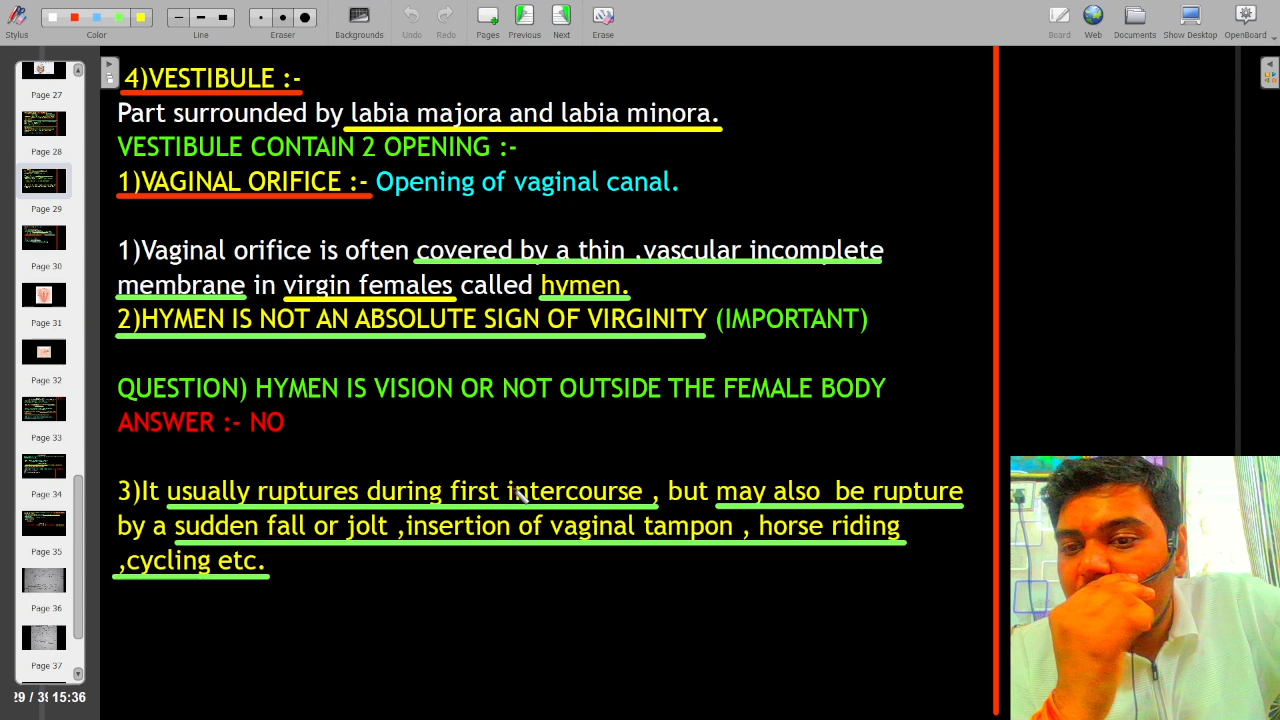 Stylus
Color
Line
Eraser
Backgrounds
Undo
Redo
Pages
Previous
Next
Erase
Board
Web
Documents
Show Desktop
OpenBoard
Page 27
Page 28
Page 29
Page 30
Page 31
Page 32
Page 33
Page 34
Page 35
Page 36
Page 37
15:36
4)VESTIBULE :-
Part surrounded by labia majora and labia minora.
VESTIBULE CONTAIN 2 OPENING :-
1)VAGINAL ORIFICE :- Opening of vaginal canal.
1)Vaginal orifice is often covered by a thin ,vascular incomplete
membrane in virgin females called hymen.
2)HYMEN IS NOT AN ABSOLUTE SIGN OF VIRGINITY (IMPORTANT)
QUESTION) HYMEN IS VISION OR NOT OUTSIDE THE FEMALE BODY
ANSWER :- NO
3)It usually ruptures during first intercourse , but may also be rupture
by a sudden fall or jolt ,insertion of vaginal tampon , horse riding
,cycling etc.